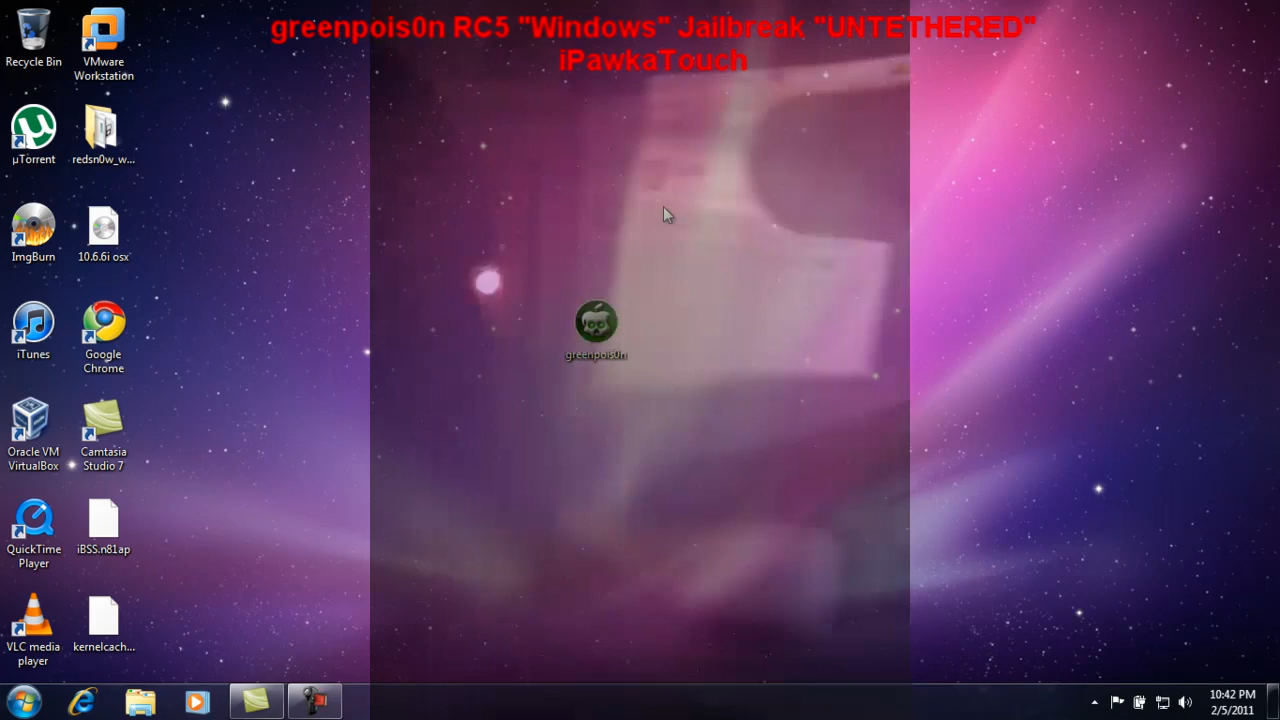 greenpois0n RC5 "Windows" Jailbreak "UNTETHERED"
iPawkaTouch
Recycle Bin
VMware
Workstation
µTorrent
redsn0w_w...
ImgBurn
10.6.6i osx
iTunes
Google
Chrome
Oracle VM
VirtualBox
Camtasia
Studio 7
QuickTime
Player
iBSS.n81ap
VLC media
player
kernelcach...
greenpois0n
10:42 PM
2/5/2011